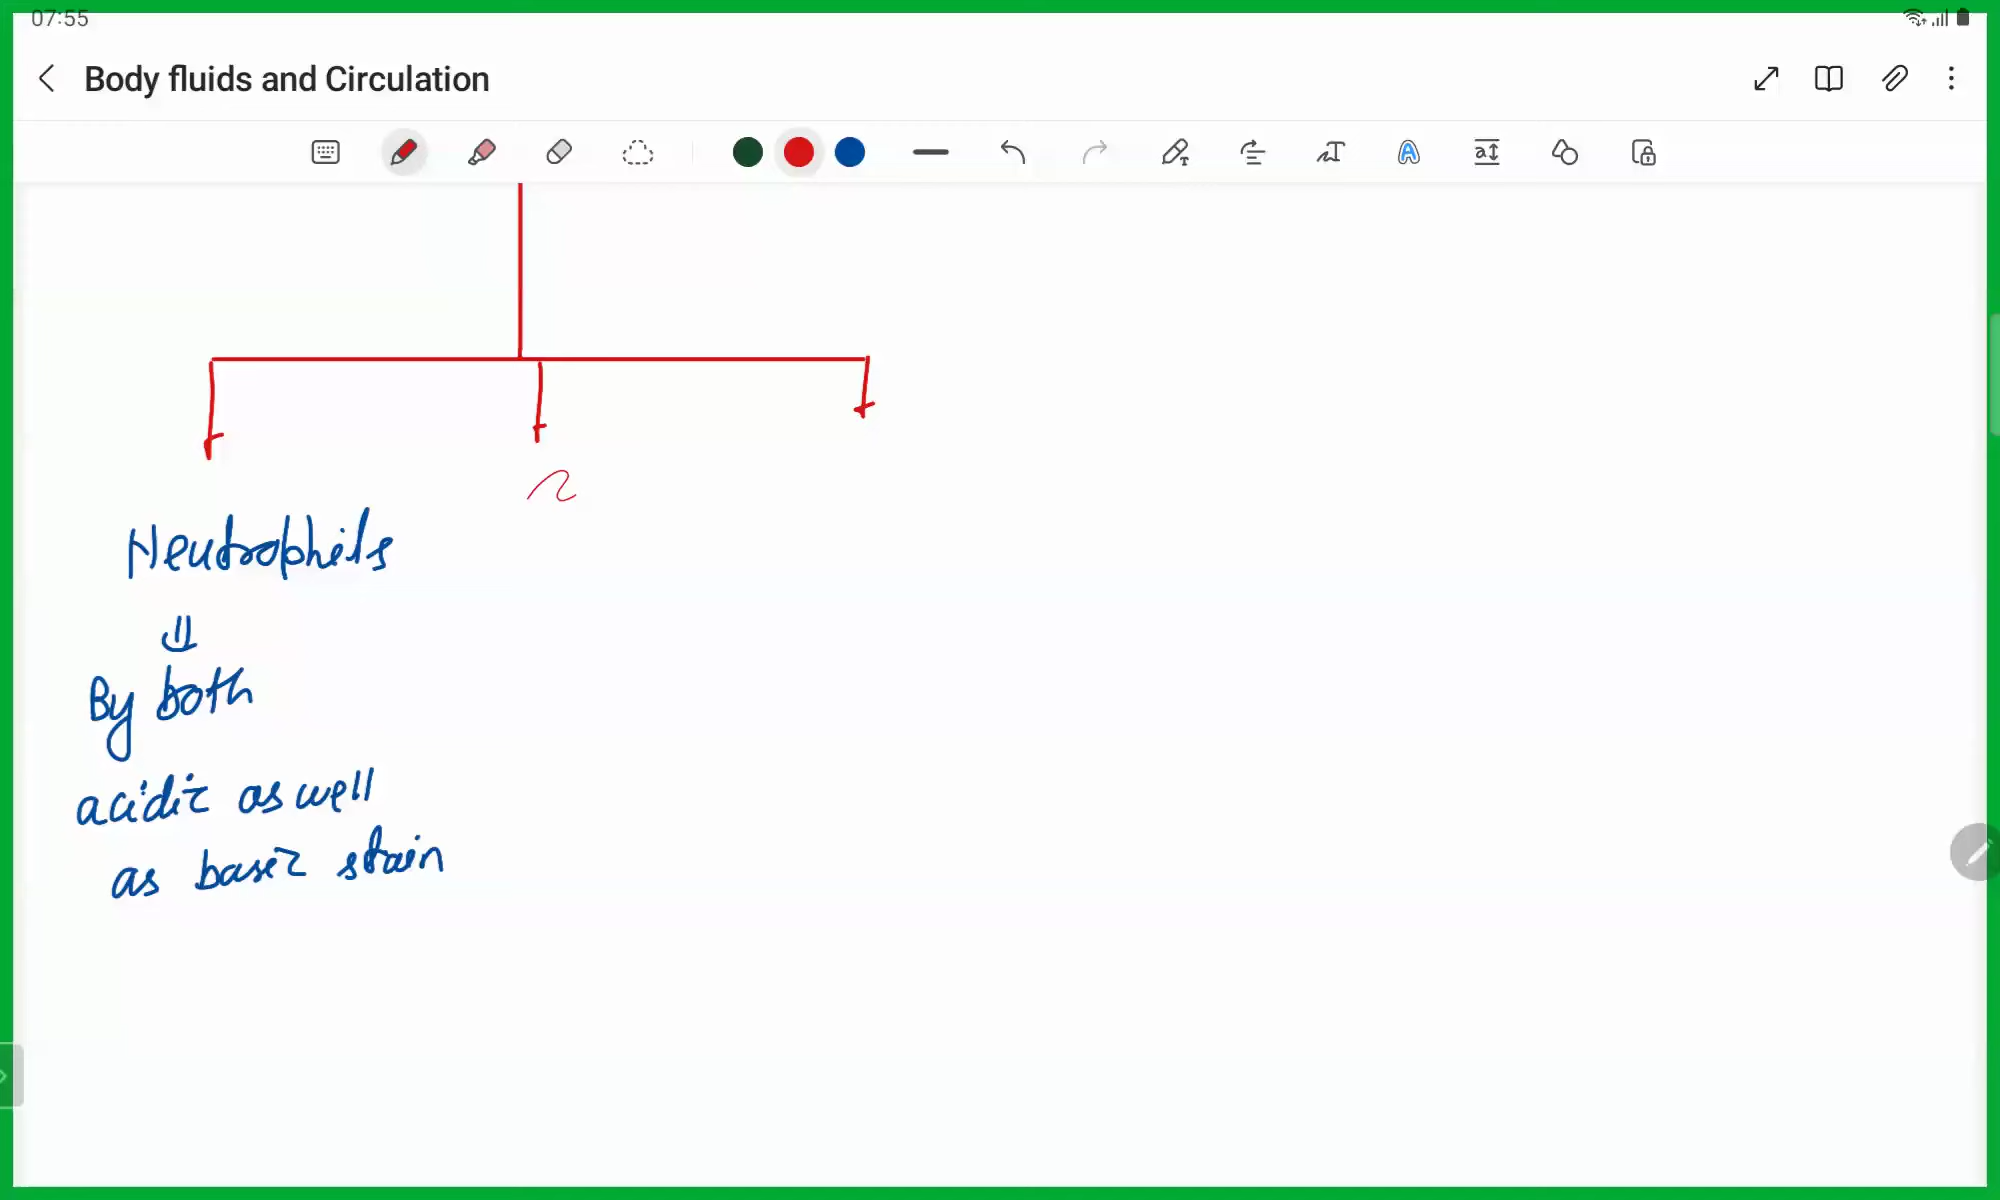 07:55
Body fluids and Circulation
Neutrophils
By both
acidic as well
as basic stain